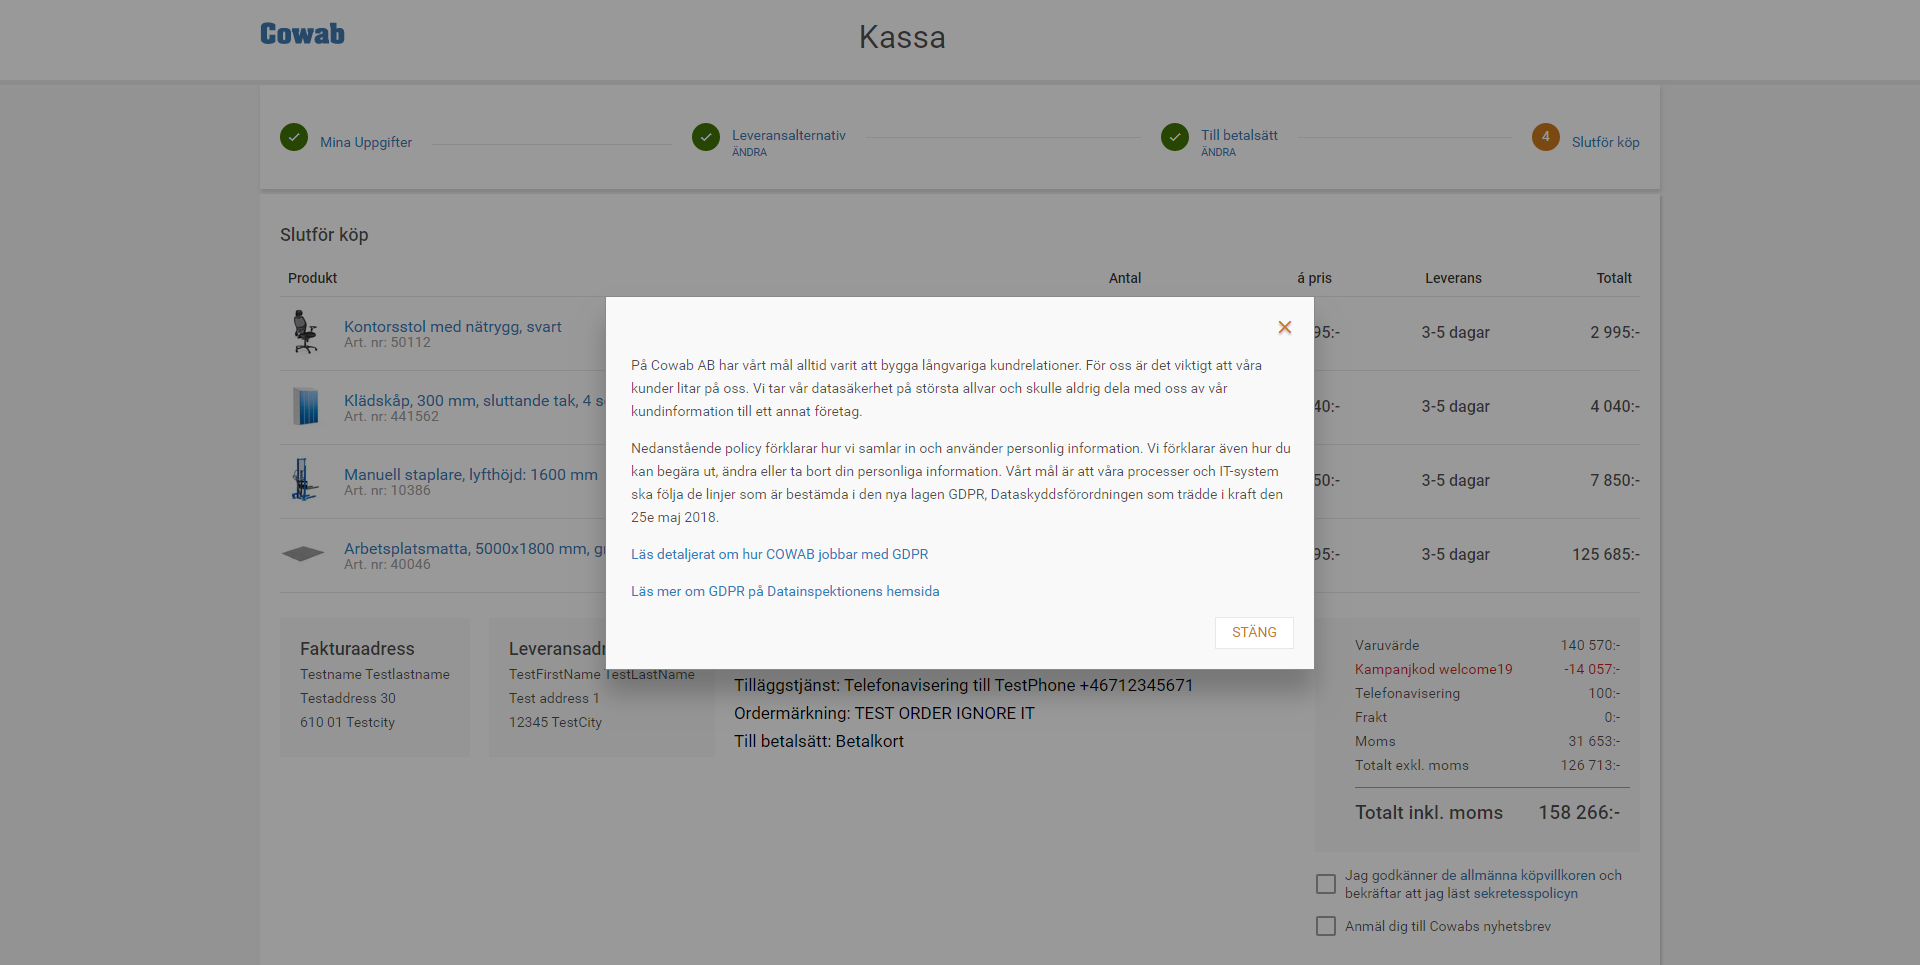 Cowab
Kassa
Mina Uppgifter
Leveransalternativ
ÄNDRA
Till betalsätt
ÄNDRA
4
Slutför köp
Slutför köp
Produkt
Antal
á pris
Leverans
Totalt
Kontorsstol med nätrygg, svart
Art. nr: 50112
95:-
3-5 dagar
2 995:-
Klädskåp, 300 mm, sluttande tak, 4
Art. nr: 441562
40:-
3-5 dagar
4 040:-
Manuell staplare, lyfthöjd: 1600 mm
Art. nr: 10386
50:-
3-5 dagar
7 850:-
Arbetsplatsmatta, 5000x1800 mm,
Art. nr: 40046
95:-
3-5 dagar
125 685:-
På Cowab AB har vårt mål alltid varit att bygga långvariga kundrelationer. För oss är det viktigt att våra
kunder litar på oss. Vi tar vår datasäkerhet på största allvar och skulle aldrig dela med oss av vår
kundinformation till ett annat företag.
Nedanstående policy förklarar hur vi samlar in och använder personlig information. Vi förklarar även hur du
kan begära ut, ändra eller ta bort din personliga information. Vårt mål är att våra processer och IT-system
ska följa de linjer som är bestämda i den nya lagen GDPR, Dataskyddsförordningen som trädde i kraft den
25e maj 2018.
Läs detaljerat om hur COWAB jobbar med GDPR
Läs mer om GDPR på Datainspektionens hemsida
STÄNG
Fakturaadress
Testname Testlastname
Testaddress 30
610 01 Testcity
TestFirstName TestLastName
Test address 1
12345 TestCity
Tilläggstjänst: Telefonavisering till TestPhone +46712345671
Ordermärkning: TEST ORDER IGNORE IT
Till betalsätt: Betalkort
Varuvärde 140 570:-
Kampanjkod welcome19 -14 057:-
Telefonavisering 100:-
Frakt 0:-
Moms 31 653:-
Totalt exkl. moms 126 713:-
Totalt inkl. moms 158 266:-
Jag godkänner de allmänna köpvillkoren och
bekräftar att jag läst sekretesspolicyn
Anmäl dig till Cowabs nyhetsbrev